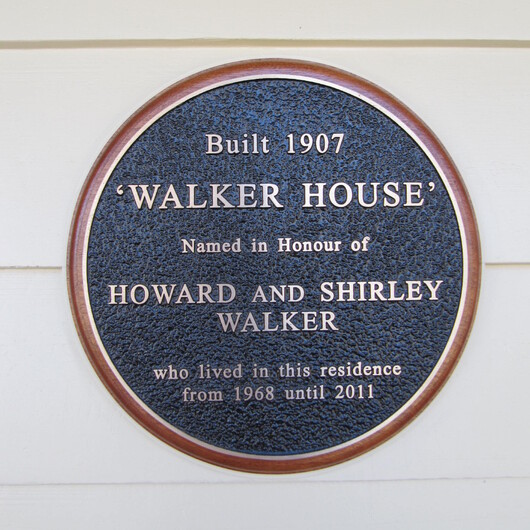 Built 1907
‘WALKER HOUSE’
Named in Honour of
HOWARD AND SHIRLEY
WALKER
who lived in this residence
from 1968 until 2011